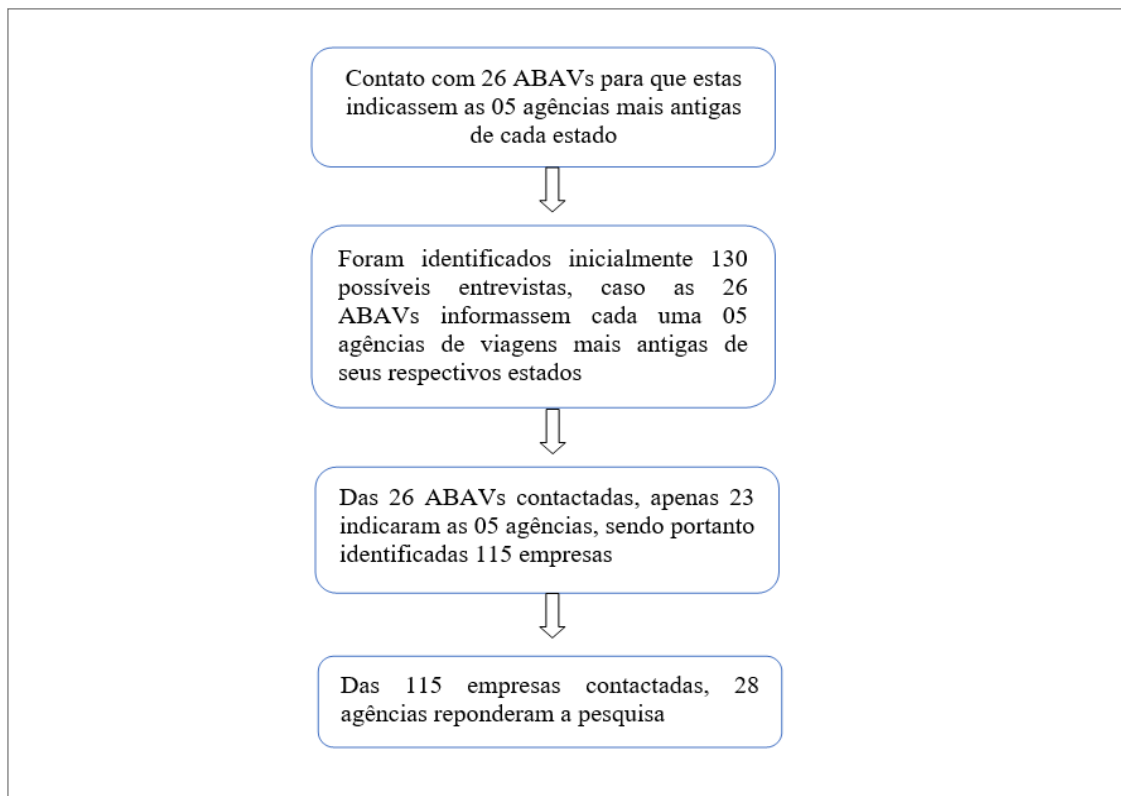 Contato com 26 ABAVs para que estas
indicassem as 05 agências mais antigas
de cada estado
Foram identificados inicialmente 130
possíveis entrevistas, caso as 26
ABAVs informassem cada uma 05
agências de viagens mais antigas de
seus respectivos estados
Das 26 ABAVs contactadas, apenas 23
indicaram as 05 agências, sendo portanto
identificadas 115 empresas
Das 115 empresas contactadas, 28
agências reponderam a pesquisa